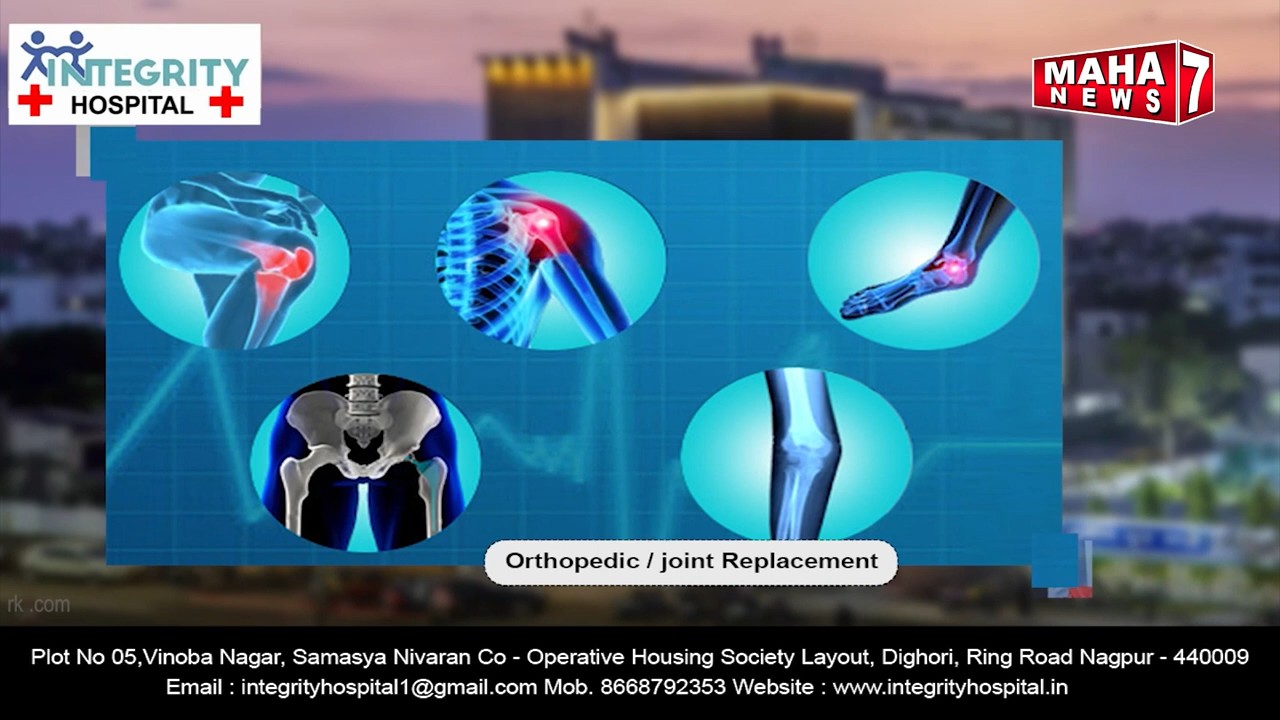 INTEGRITY
HOSPITAL
MAHA
NEWS 7
Orthopedic / joint Replacement
rk .com
Plot No 05,Vinoba Nagar, Samasya Nivaran Co - Operative Housing Society Layout, Dighori, Ring Road Nagpur - 440009
Email : integrityhospital1@gmail.com Mob. 8668792353 Website : www.integrityhospital.in